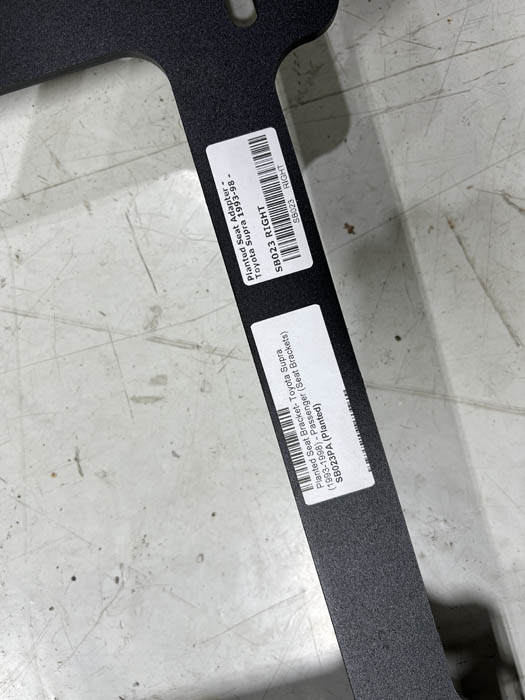 Planted Seat Adapter -
Toyota Supra 1993-98 -
SB023 RIGHT
SB023 RIGHT
Planted Seat Bracket- Toyota Supra
(1993-1998) - Passenger (Seat Brackets)
SB023PA (Planted)